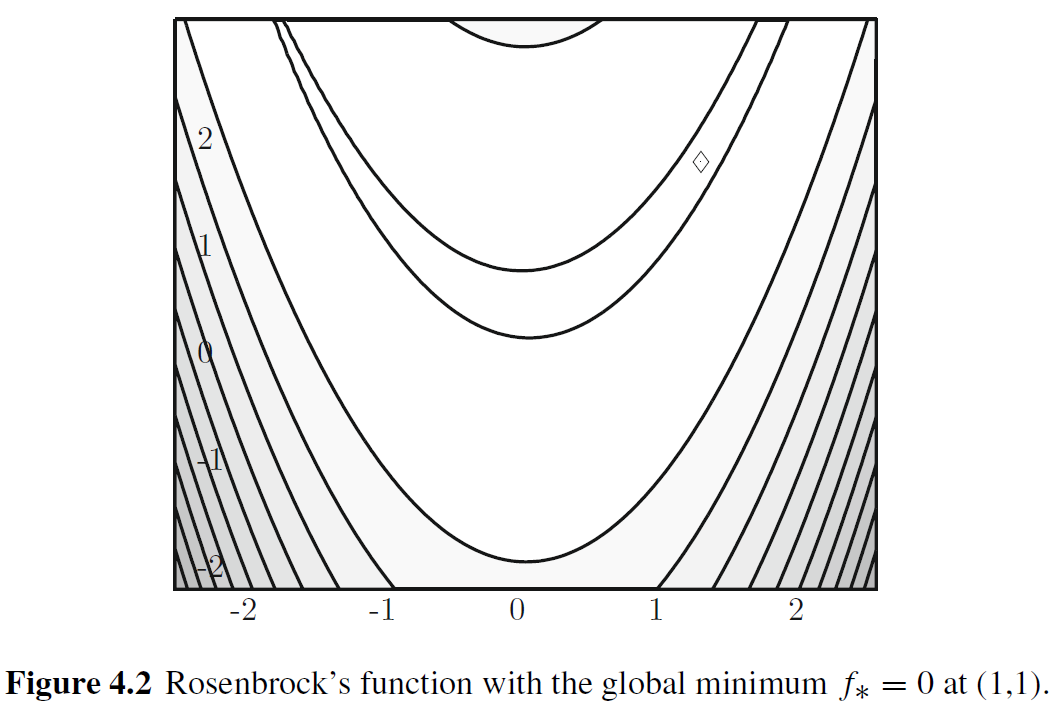 2
1
0
-1
-2
-2 -1 0 1 2
Figure 4.2 Rosenbrock's function with the global minimum f∗ = 0 at (1,1).